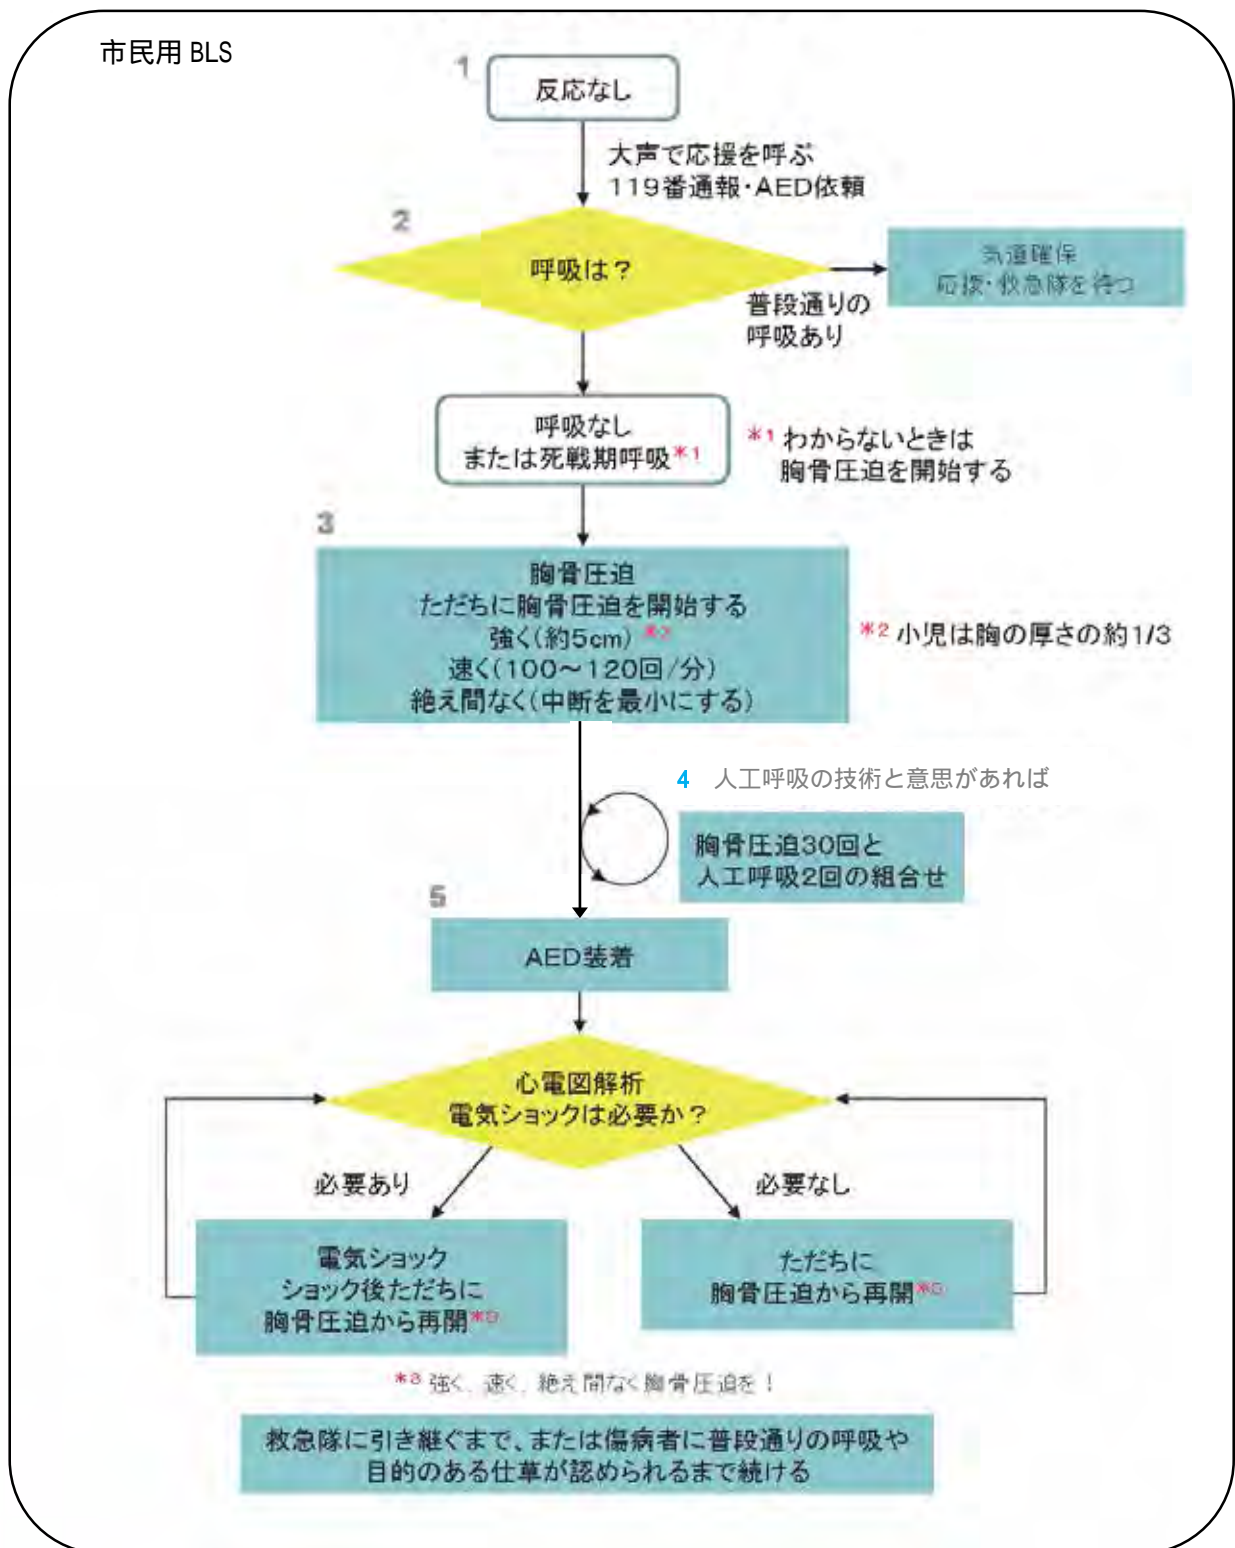 市民用 BLS
1
反応なし
大声で応援を呼ぶ
119番通報・AED依頼
2
呼吸は？
気道確保
応援・救急隊を待つ
普段通りの
呼吸あり
呼吸なし
または死戦期呼吸*1
*1 わからないときは
胸骨圧迫を開始する
3
胸骨圧迫
ただちに胸骨圧迫を開始する
強く(約5cm) *2
速く(100～120回/分)
絶え間なく(中断を最小にする)
*2 小児は胸の厚さの約1/3
4 人工呼吸の技術と意思があれば
胸骨圧迫30回と
人工呼吸2回の組合せ
5
AED装着
心電図解析
電気ショックは必要か？
必要あり
必要なし
電気ショック
ショック後ただちに
胸骨圧迫から再開*3
ただちに
胸骨圧迫から再開*3
*3 強く、速く、絶え間なく胸骨圧迫を！
救急隊に引き継ぐまで、または傷病者に普段通りの呼吸や
目的のある仕草が認められるまで続ける